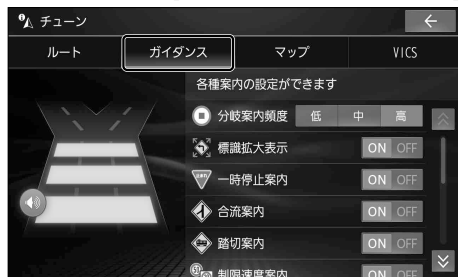 チューン
ルート ガイダンス マップ VICS
各種案内の設定ができます
分岐案内頻度 低 中 高
標識拡大表示 ON OFF
一時停止案内 ON OFF
合流案内 ON OFF
踏切案内 ON OFF
制限速度案内 ON OFF